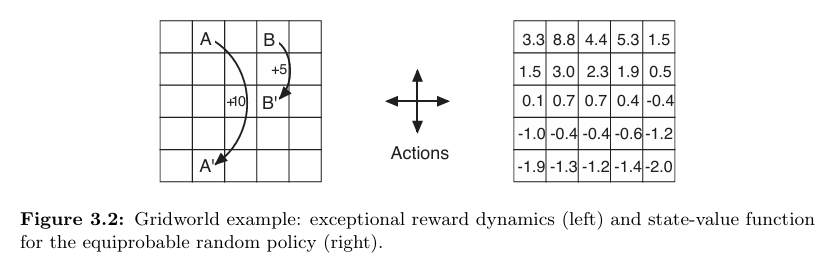 A B
+5
+10 B'
A'
Actions
3.3 8.8 4.4 5.3 1.5
1.5 3.0 2.3 1.9 0.5
0.1 0.7 0.7 0.4 -0.4
-1.0 -0.4 -0.4 -0.6 -1.2
-1.9 -1.3 -1.2 -1.4 -2.0
Figure 3.2: Gridworld example: exceptional reward dynamics (left) and state-value function
for the equiprobable random policy (right).